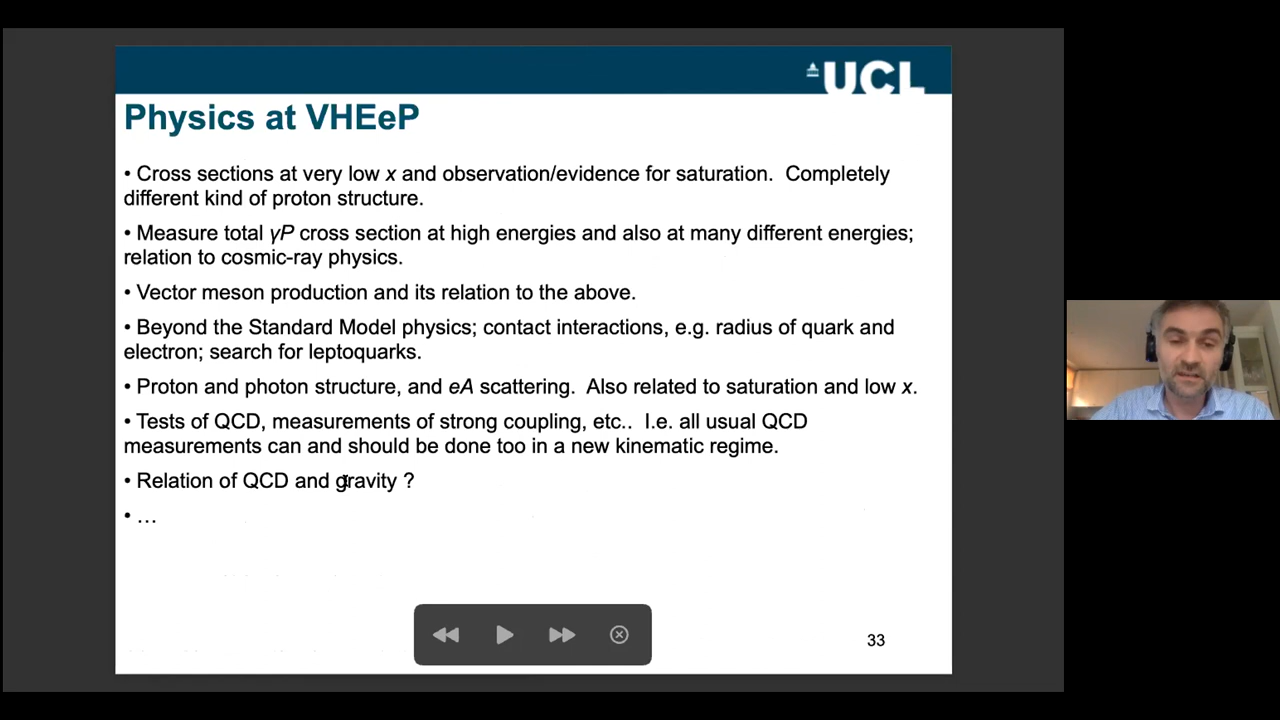 UCL
Physics at VHEeP
• Cross sections at very low x and observation/evidence for saturation. Completely
different kind of proton structure.
• Measure total γP cross section at high energies and also at many different energies;
relation to cosmic-ray physics.
• Vector meson production and its relation to the above.
• Beyond the Standard Model physics; contact interactions, e.g. radius of quark and
electron; search for leptoquarks.
• Proton and photon structure, and eA scattering. Also related to saturation and low x.
• Tests of QCD, measurements of strong coupling, etc.. I.e. all usual QCD
measurements can and should be done too in a new kinematic regime.
• Relation of QCD and gravity ?
• …
33